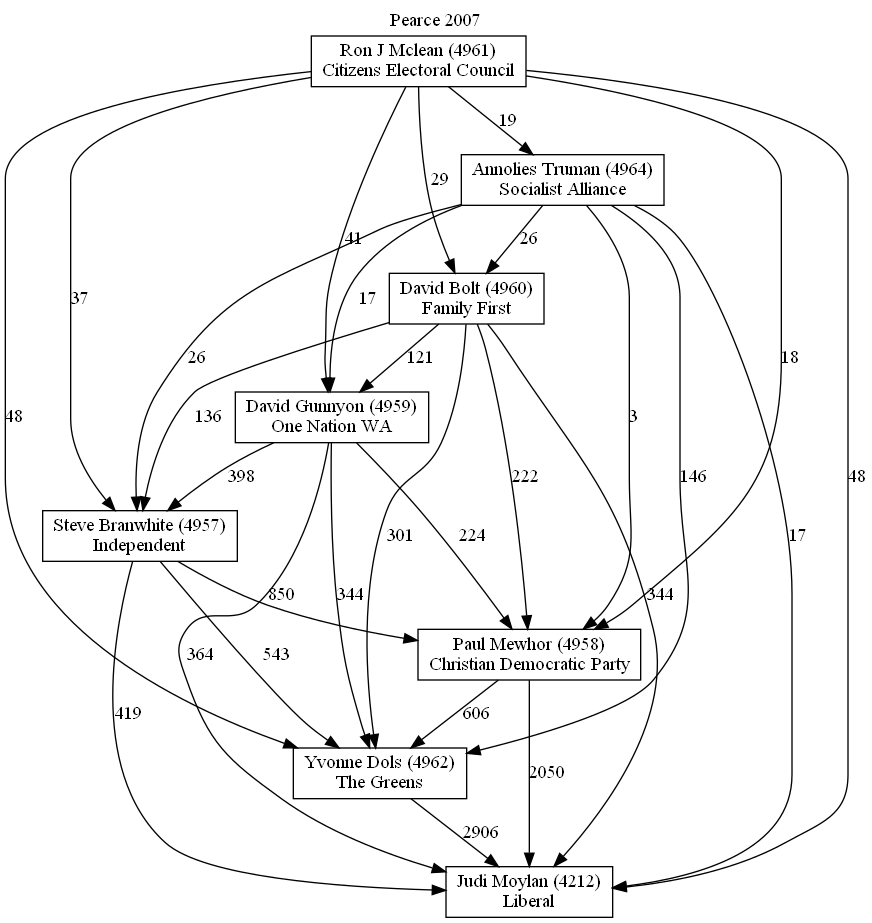 Pearce 2007
Ron J Mclean (4961)
Citizens Electoral Council
19
Annolies Truman (4964)
Socialist Alliance
29
41
26
David Bolt (4960)
Family First
37
17
26
121
18
David Gunnyon (4959)
One Nation WA
136
48
3
398
222
146
48
Steve Branwhite (4957)
Independent
301
224
17
850
344
344
Paul Mewhor (4958)
Christian Democratic Party
364
543
419
606
Yvonne Dols (4962)
The Greens
2050
2906
Judi Moylan (4212)
Liberal